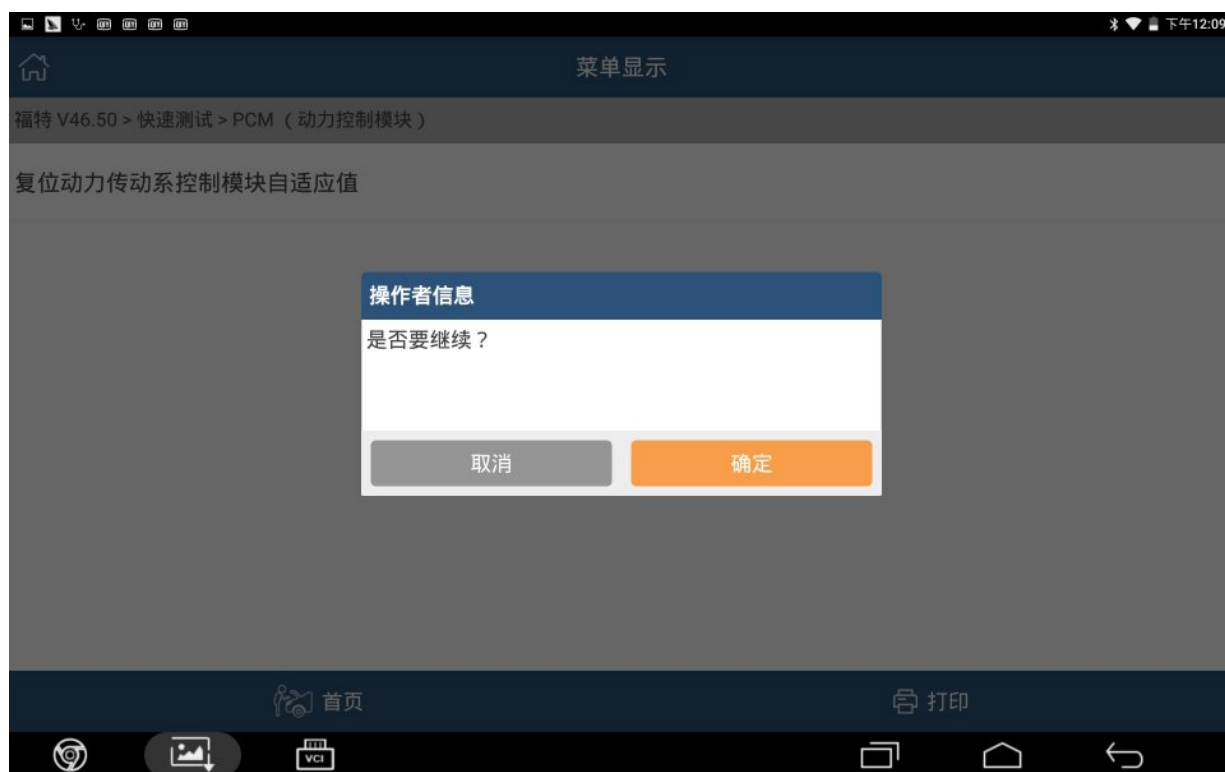 下午12:09
菜单显示
福特 V46.50 > 快速测试 > PCM （动力控制模块）
复位动力传动系控制模块自适应值
操作者信息
是否要继续？
取消
确定
首页
打印
VCI